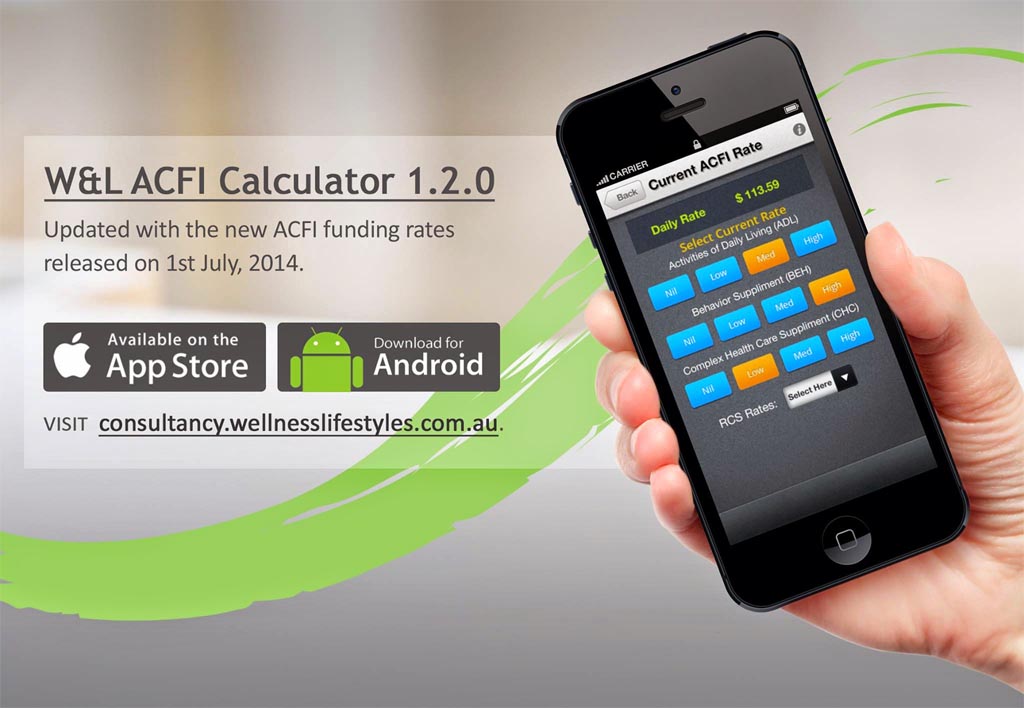 W&L ACFI Calculator 1.2.0
Updated with the new ACFI funding rates
released on 1st July, 2014.
Available on the
App Store
Download for
Android
VISIT consultancy.wellnesslifestyles.com.au.
CARRIER
Back
Current ACFI Rate
i
Daily Rate $ 113.59
Select Current Rate
Activities of Daily Living (ADL)
Nil Low Med High
Behavior Suppliment (BEH)
Nil Low Med High
Complex Health Care Suppliment (CHC)
Nil Low Med High
RCS Rates: Select Here